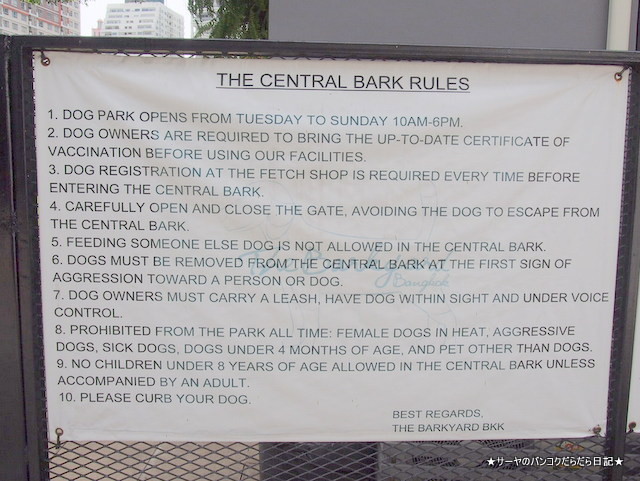 THE CENTRAL BARK RULES
1. DOG PARK OPENS FROM TUESDAY TO SUNDAY 10AM-6PM.
2. DOG OWNERS ARE REQUIRED TO BRING THE UP-TO-DATE CERTIFICATE OF
VACCINATION BEFORE USING OUR FACILITIES.
3. DOG REGISTRATION AT THE FETCH SHOP IS REQUIRED EVERY TIME BEFORE
ENTERING THE CENTRAL BARK.
4. CAREFULLY OPEN AND CLOSE THE GATE, AVOIDING THE DOG TO ESCAPE FROM
THE CENTRAL BARK.
5. FEEDING SOMEONE ELSE DOG IS NOT ALLOWED IN THE CENTRAL BARK.
The Barkyard
Bangkok
6. DOGS MUST BE REMOVED FROM THE CENTRAL BARK AT THE FIRST SIGN OF
AGGRESSION TOWARD A PERSON OR DOG.
7. DOG OWNERS MUST CARRY A LEASH, HAVE DOG WITHIN SIGHT AND UNDER VOICE
CONTROL.
8. PROHIBITED FROM THE PARK ALL TIME: FEMALE DOGS IN HEAT, AGGRESSIVE
DOGS, SICK DOGS, DOGS UNDER 4 MONTHS OF AGE, AND PET OTHER THAN DOGS.
9. NO CHILDREN UNDER 8 YEARS OF AGE ALLOWED IN THE CENTRAL BARK UNLESS
ACCOMPANIED BY AN ADULT.
10. PLEASE CURB YOUR DOG.
BEST REGARDS,
THE BARKYARD BKK
★サーヤのバンコクだらだら日記★